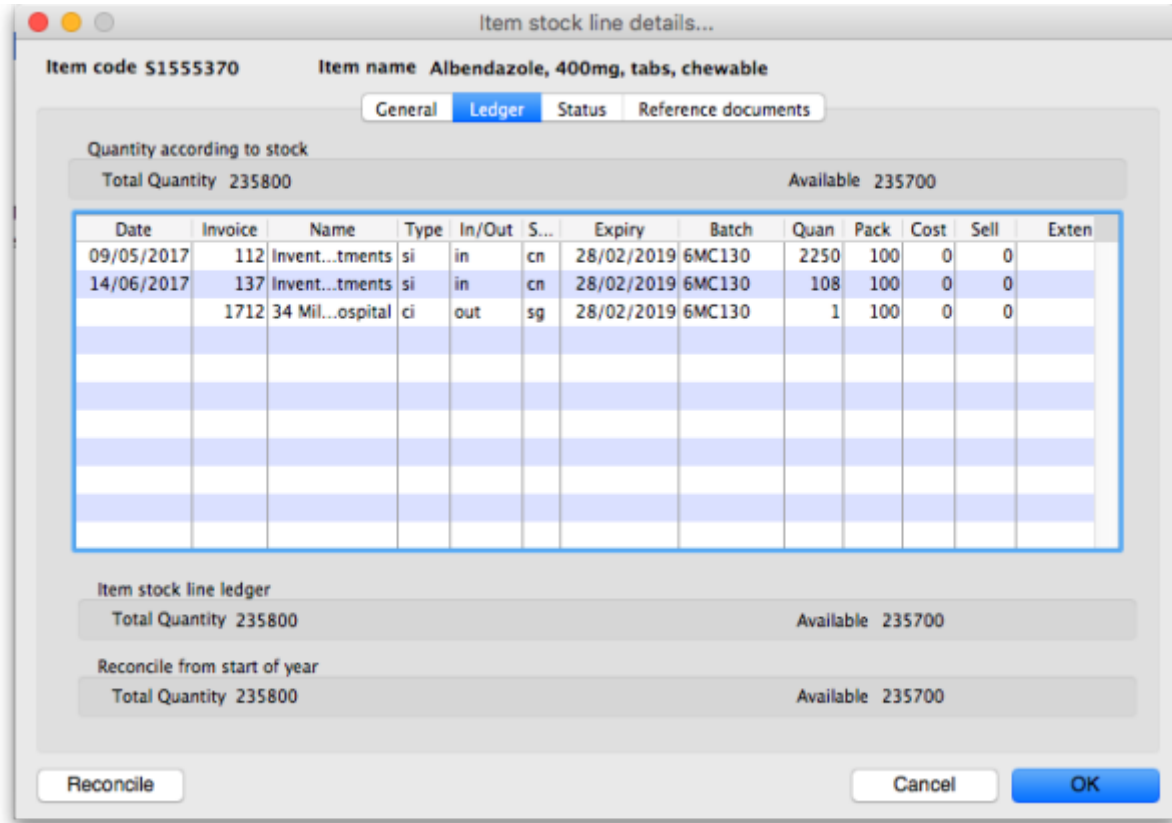 Item stock line details...
Item code S1555370 Item name Albendazole, 400mg, tabs, chewable
General Ledger Status Reference documents
Quantity according to stock
Total Quantity 235800 Available 235700
Date Invoice Name Type In/Out S... Expiry Batch Quan Pack Cost Sell Exten
09/05/2017 112 Invent...tments si in cn 28/02/2019 6MC130 2250 100 0 0
14/06/2017 137 Invent...tments si in cn 28/02/2019 6MC130 108 100 0 0
1712 34 Mil...ospital ci out sg 28/02/2019 6MC130 1 100 0 0
Item stock line ledger
Total Quantity 235800 Available 235700
Reconcile from start of year
Total Quantity 235800 Available 235700
Reconcile Cancel OK